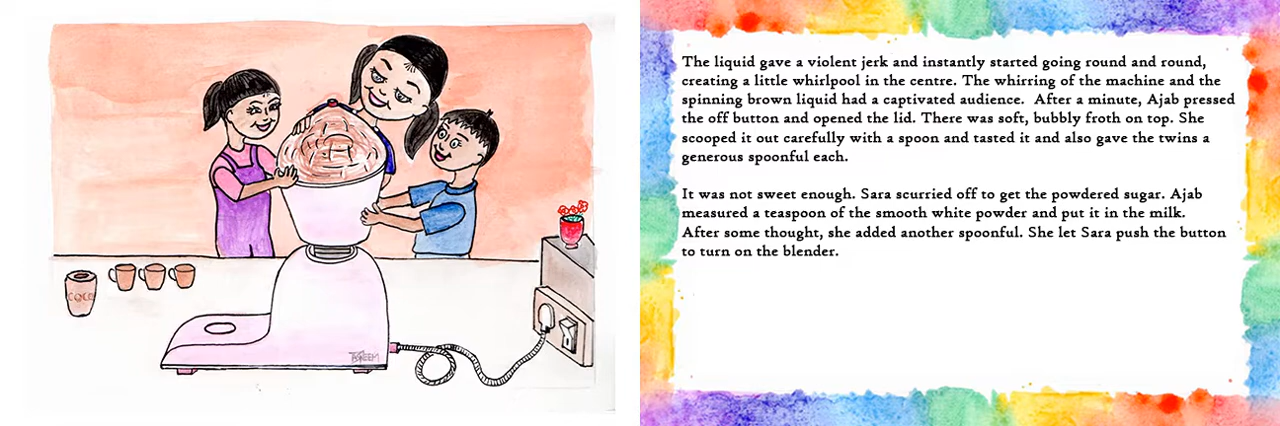 COCO
The liquid gave a violent jerk and instantly started going round and round,
creating a little whirlpool in the centre. The whirring of the machine and the
spinning brown liquid had a captivated audience.  After a minute, Ajab pressed
the off button and opened the lid. There was soft, bubbly froth on top. She
scooped it out carefully with a spoon and tasted it and also gave the twins a
generous spoonful each.
It was not sweet enough. Sara scurried off to get the powdered sugar. Ajab
measured a teaspoon of the smooth white powder and put it in the milk.
After some thought, she added another spoonful. She let Sara push the button
to turn on the blender.